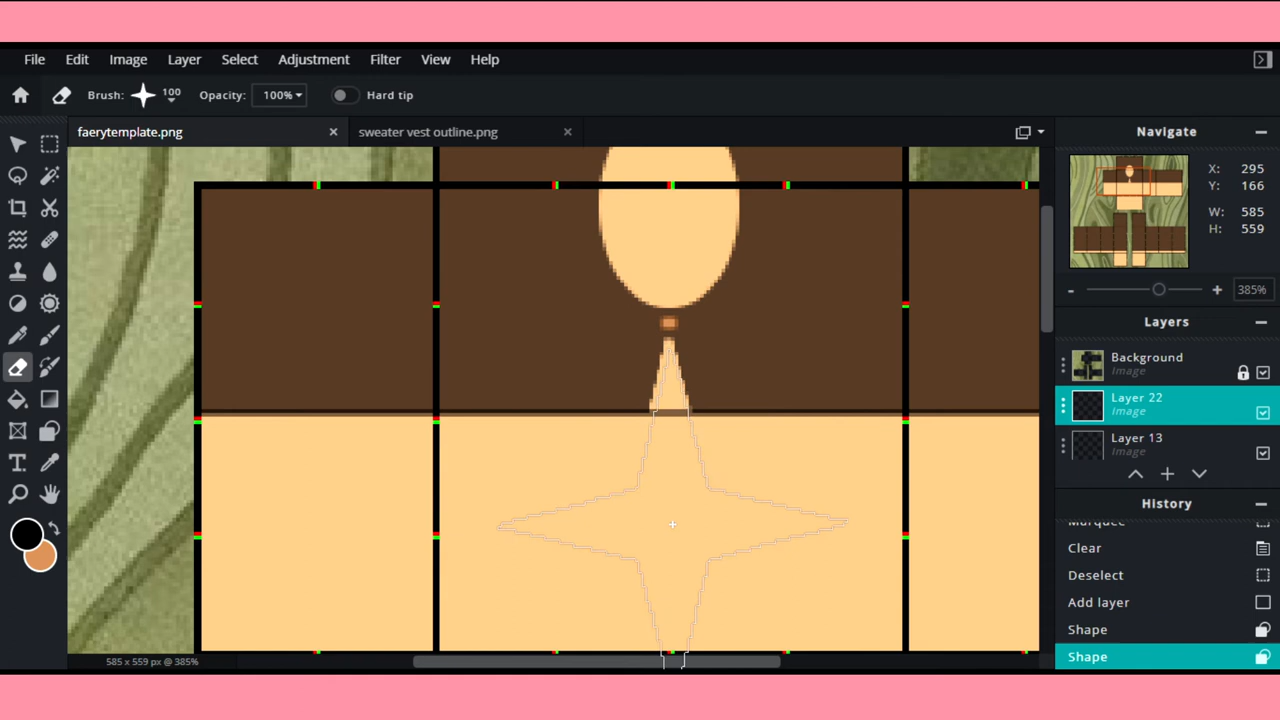 File Edit Image Layer Select Adjustment Filter View Help
Brush: 100 Opacity: 100% Hard tip
faerytemplate.png sweater vest outline.png
Navigate
X: 295
Y: 166
W: 585
H: 559
- + 385%
Layers
Background
Image
Layer 22
Image
Layer 13
Image
History
Marquee
Clear
Deselect
Add layer
Shape
Shape
585 x 559 px @ 385%